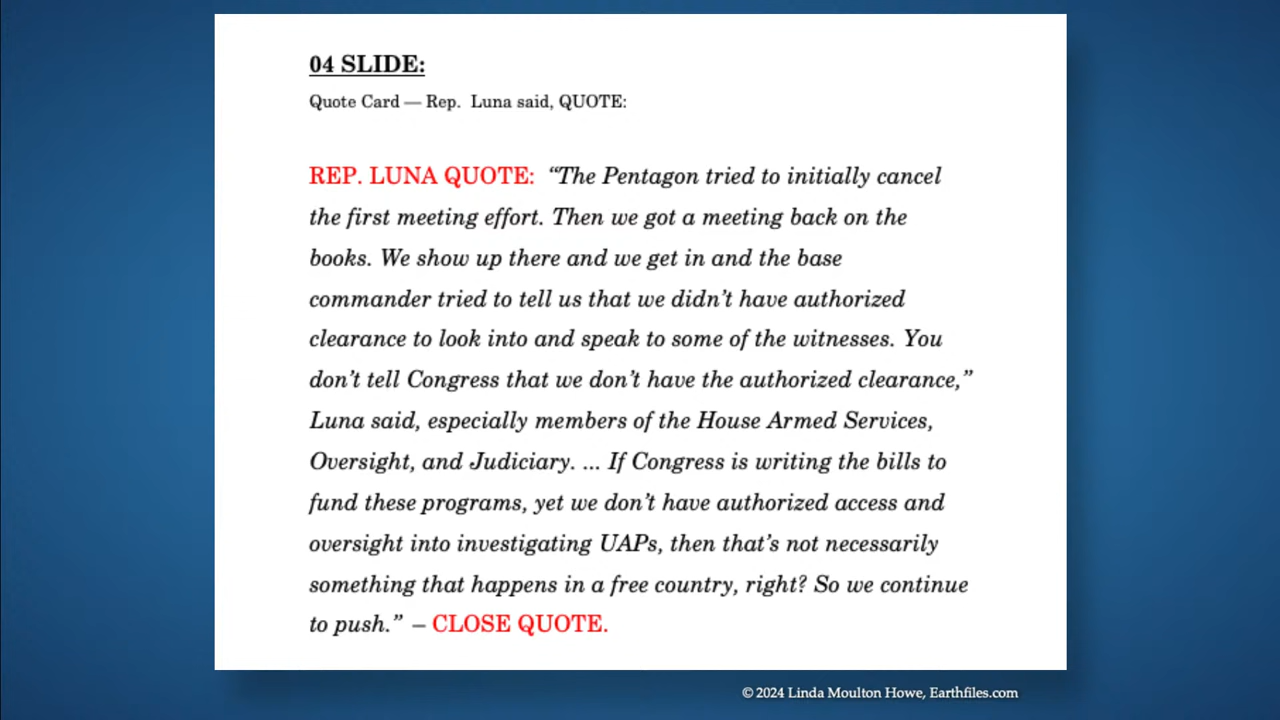 04 SLIDE:
Quote Card — Rep. Luna said, QUOTE:
REP. LUNA QUOTE: “The Pentagon tried to initially cancel
the first meeting effort. Then we got a meeting back on the
books. We show up there and we get in and the base
commander tried to tell us that we didn’t have authorized
clearance to look into and speak to some of the witnesses. You
don’t tell Congress that we don’t have the authorized clearance,”
Luna said, especially members of the House Armed Services,
Oversight, and Judiciary. ... If Congress is writing the bills to
fund these programs, yet we don’t have authorized access and
oversight into investigating UAPs, then that’s not necessarily
something that happens in a free country, right? So we continue
to push.” – CLOSE QUOTE.
© 2024 Linda Moulton Howe, Earthfiles.com